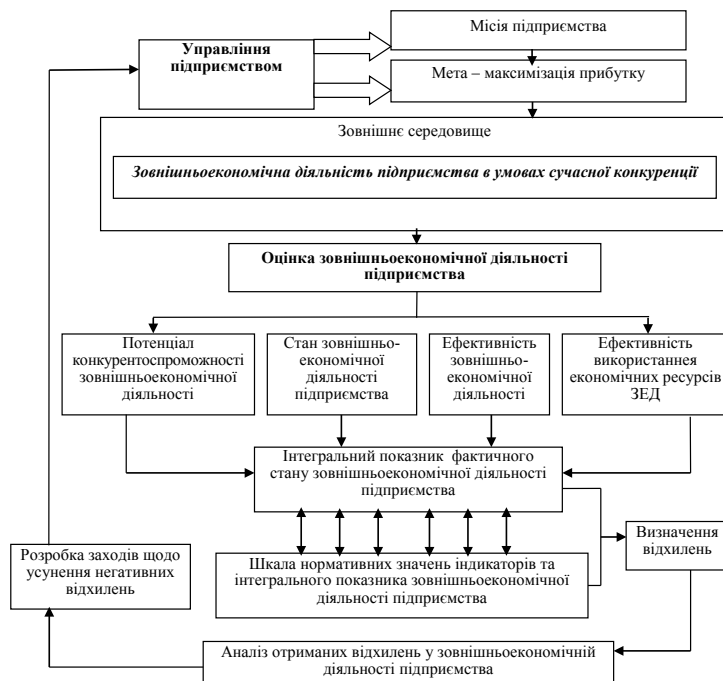 Місія підприємства
Управління
підприємством
Мета – максимізація прибутку
Зовнішнє середовище
Зовнішньоекономічна діяльність підприємства в умовах сучасної конкуренції
Оцінка зовнішньоекономічної діяльності
підприємства
Потенціал
конкурентоспроможності
зовнішньоекономічної
діяльності
Стан зовнішньо-
економічної
діяльності
підприємства
Ефективність
зовнішньо-
економічної
діяльності
Ефективність
використаннея
економічних ресурсів
ЗЕД
Інтегральний показник фактичного
стану зовнішньоекономічної діяльності
підприємства
Визначення
відхилень
Розробка заходів щодо
усунення негативних
відхилень
Шкала нормативних значень індикаторів та
інтегрального показника зовнішньоекономічної
діяльності підприємства
Аналіз отриманих відхилень у зовнішньоекономічній
діяльності підприємства